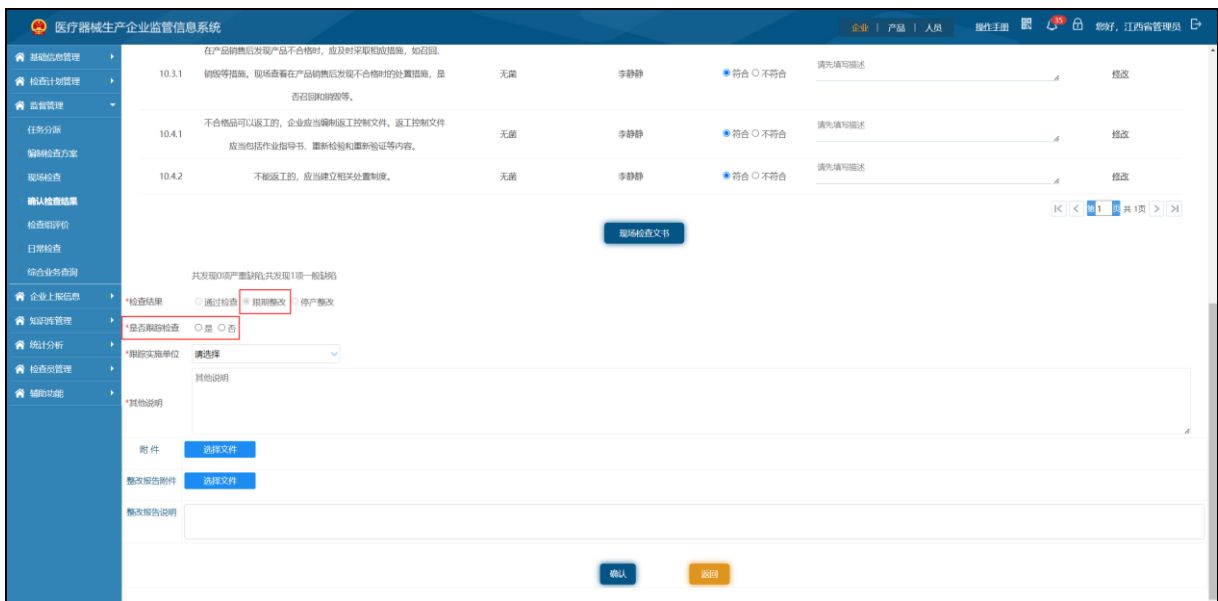 医疗器械生产企业监管信息系统
企业 | 产品 | 人员
操作手册
35
您好，江西省管理员
基础信息管理
检查计划管理
监督管理
任务分派
编制检查方案
现场检查
确认检查结果
检查组评价
日常检查
综合业务查询
企业上报信息
知识库管理
统计分析
检查员管理
辅助功能
在产品销售后发现产品不合格时，应及时采取相应措施，如召回、
10.3.1 销毁等措施。现场查看在产品销售后发现不合格时的处置措施，是 无菌 李静静 符合 不符合 请先填写描述 修改
否召回和销毁等。
不合格品可以返工的，企业应当编制返工控制文件。返工控制文件
10.4.1 应当包括作业指导书、重新检验和重新验证等内容。 无菌 李静静 符合 不符合 请先填写描述 修改
10.4.2 不能返工的，应当建立相关处置制度。 无菌 李静静 符合 不符合 请先填写描述 修改
第 1 页 共 1页
现场检查文书
共发现0项严重缺陷;共发现1项一般缺陷
*检查结果 通过检查 限期整改 停产整改
*是否跟踪检查 是 否
*跟踪实施单位 请选择
*其他说明 其他说明
附件 选择文件
整改报告附件 选择文件
整改报告说明
确认 返回